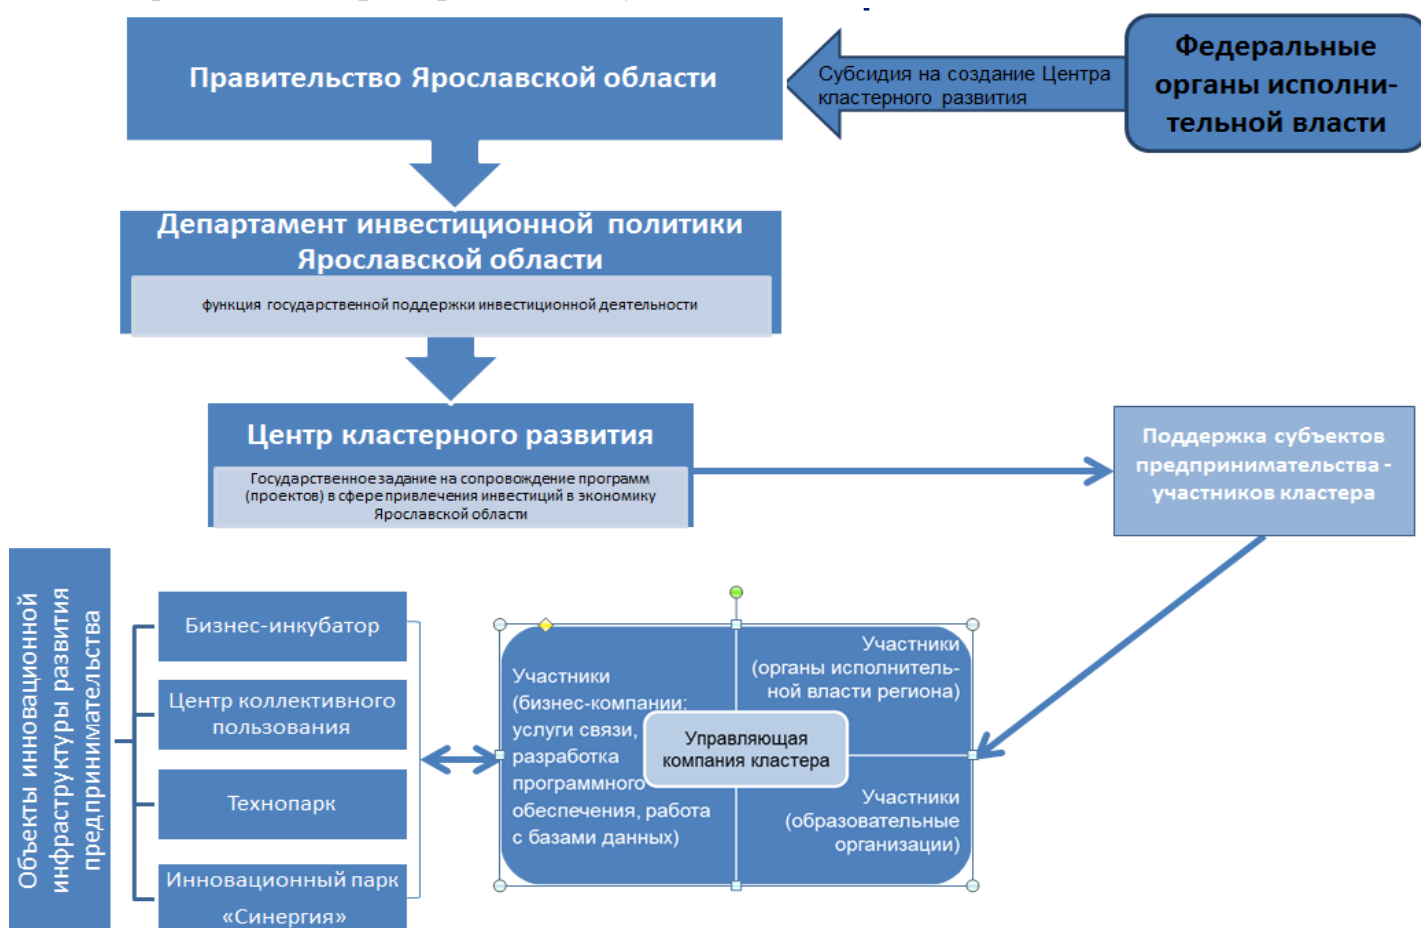 Правительство Ярославской области
Субсидия на создание Центра
кластерного развития
Федеральные
органы исполни-
тельной власти
Департамент инвестиционной политики
Ярославской области
функция государственной поддержки инвестиционной деятельности
Центр кластерного развития
Государственное задание на сопровождение программ
(проектов) в сфере привлечения инвестиций в экономику
Ярославской области
Поддержка субъектов
предпринимательства -
участников кластера
Объекты инновационной
инфраструктуры развития
предпринимательства
Бизнес-инкубатор
Центр коллективного
пользования
Технопарк
Инновационный парк
«Синергия»
Участники
(бизнес-компании:
услуги связи,
разработка
программного
обеспечения, работа
с базами данных)
Участники
(органы исполнитель-
ной власти региона)
Управляющая
компания кластера
Участники
(образовательные
организации)